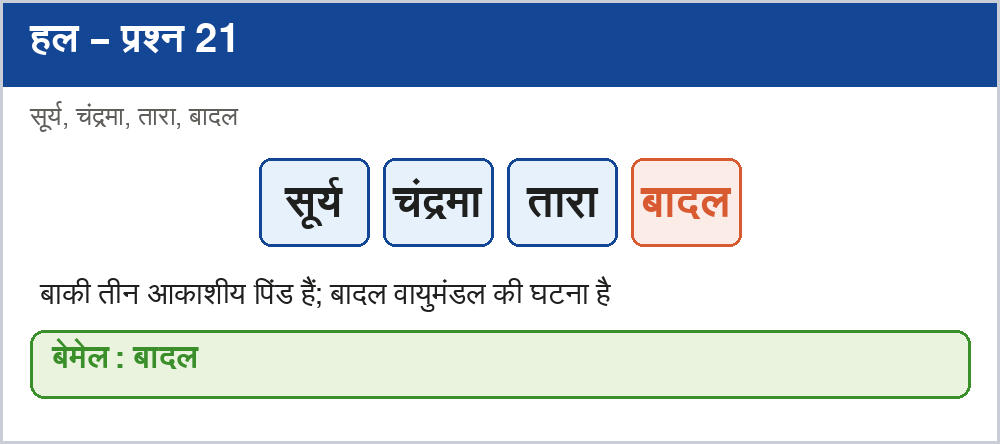 हल – प्रश्न 21
सूर्य, चंद्रमा, तारा, बादल
सूर्य चंद्रमा तारा बादल
बाकी तीन आकाशीय पिंड हैं; बादल वायुमंडल की घटना है
बेमेल : बादल